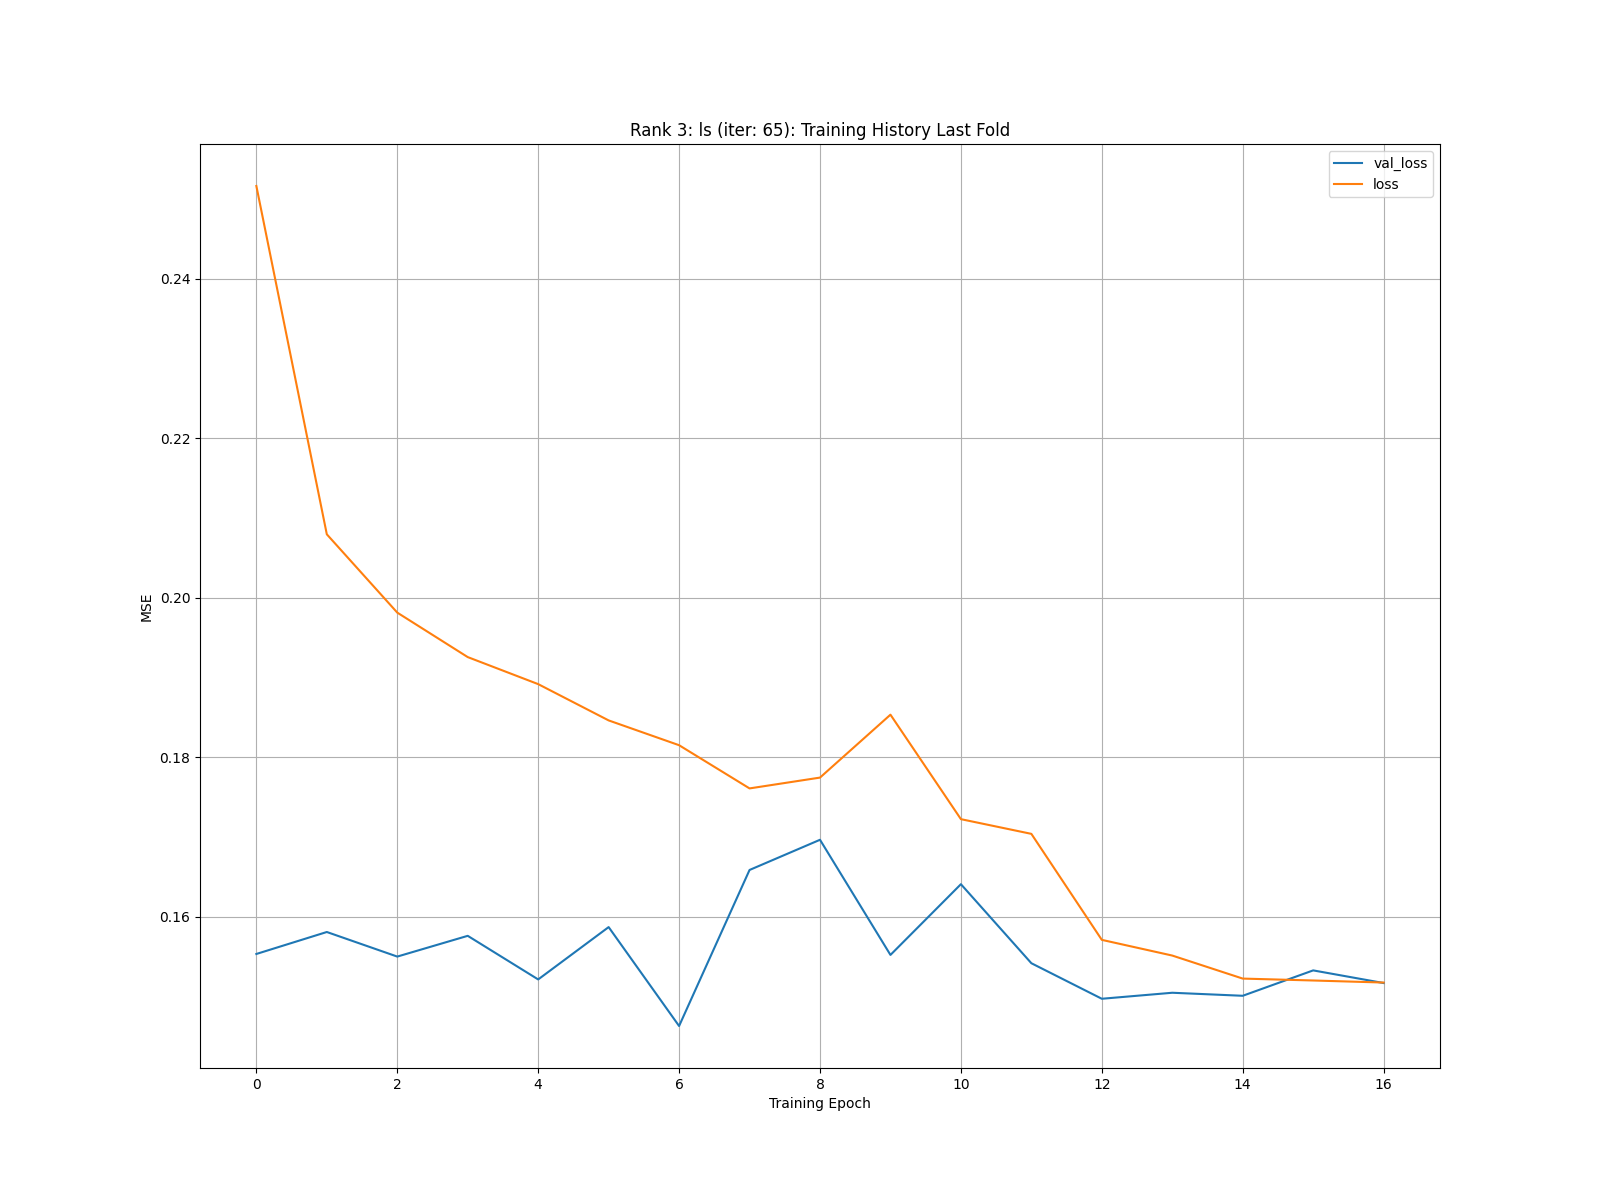 Rank 3: ls (iter: 65): Training History Last Fold
val_loss
loss
0.24
0.22
0.20
0.18
0.16
MSE
0 2 4 6 8 10 12 14 16
Training Epoch